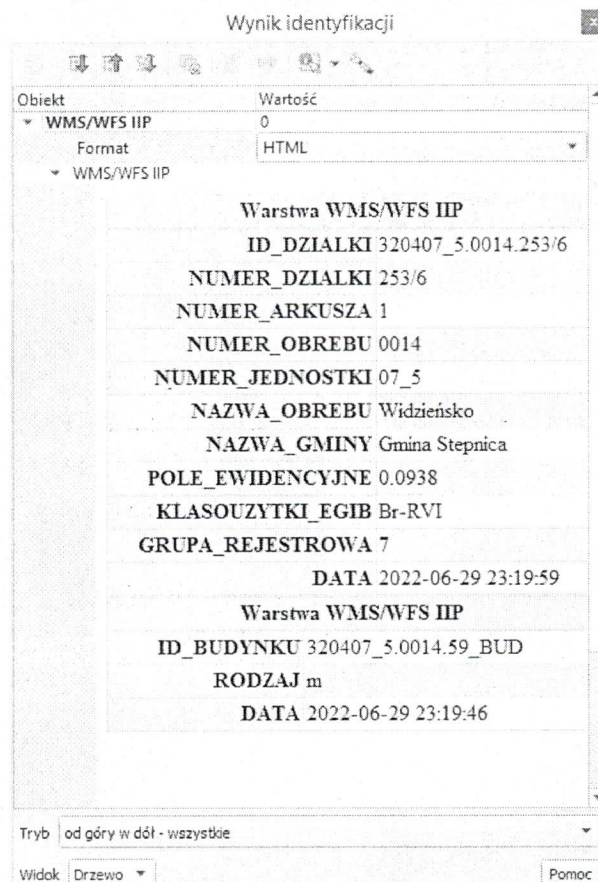 Wynik identyfikacji
Obiekt Wartość
WMS/WFS IIP 0
Format HTML
WMS/WFS IIP
Warstwa WMS/WFS IIP
ID_DZIALKI 320407_5.0014.253/6
NUMER_DZIALKI 253/6
NUMER_ARKUSZA 1
NUMER_OBREBU 0014
NUMER_JEDNOSTKI 07_5
NAZWA_OBREBU Widzieńsko
NAZWA_GMINY Gmina Stepnica
POLE_EWIDENCYJNE 0.0938
KLASOUZYTKI_EGIB Br-RVI
GRUPA_REJESTROWA 7
DATA 2022-06-29 23:19:59
Warstwa WMS/WFS IIP
ID_BUDYNKU 320407_5.0014.59_BUD
RODZAJ m
DATA 2022-06-29 23:19:46
Tryb od góry w dół - wszystkie
Widok Drzewo Pomoc